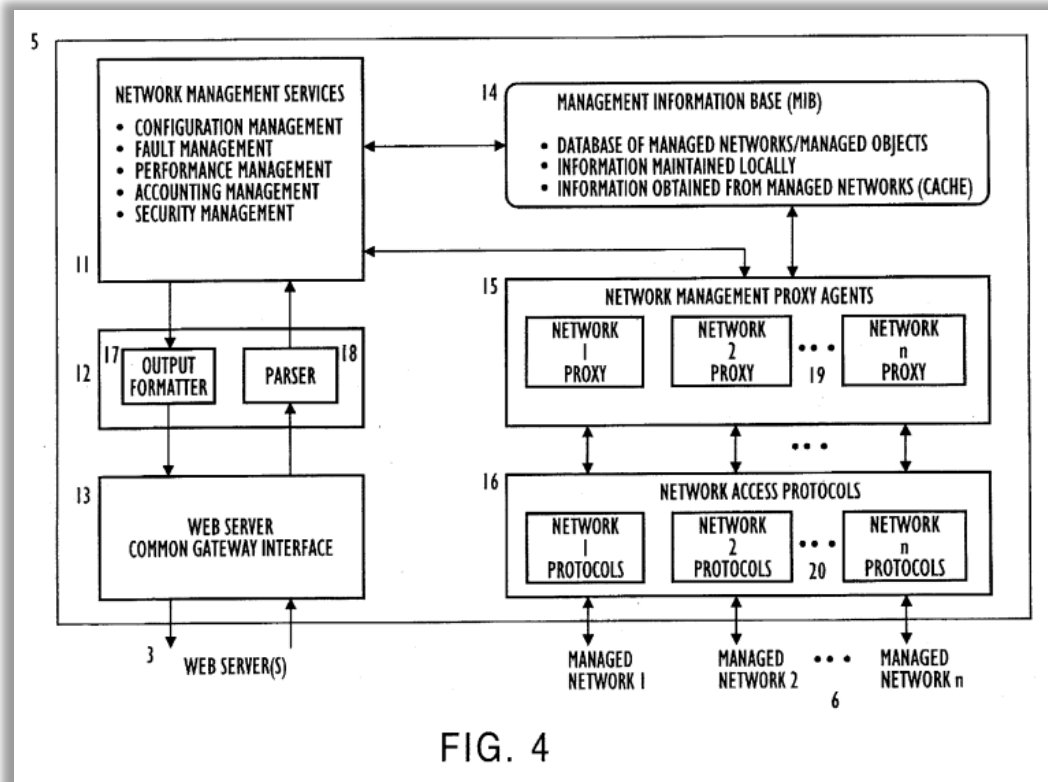 5
NETWORK MANAGEMENT SERVICES
• CONFIGURATION MANAGEMENT
• FAULT MANAGEMENT
• PERFORMANCE MANAGEMENT
• ACCOUNTING MANAGEMENT
• SECURITY MANAGEMENT
11
14
MANAGEMENT INFORMATION BASE (MIB)
• DATABASE OF MANAGED NETWORKS/MANAGED OBJECTS
• INFORMATION MAINTAINED LOCALLY
• INFORMATION OBTAINED FROM MANAGED NETWORKS (CACHE)
15
NETWORK MANAGEMENT PROXY AGENTS
NETWORK
1
PROXY
NETWORK
2
PROXY
• • •
19
NETWORK
n
PROXY
12
17
OUTPUT
FORMATTER
18
PARSER
• • •
13
WEB SERVER
COMMON GATEWAY INTERFACE
16
NETWORK ACCESS PROTOCOLS
NETWORK
1
PROTOCOLS
NETWORK
2
PROTOCOLS
• • •
20
NETWORK
n
PROTOCOLS
3
WEB SERVER(S)
MANAGED
NETWORK 1
MANAGED
NETWORK 2
• • •
6
MANAGED
NETWORK n
FIG. 4